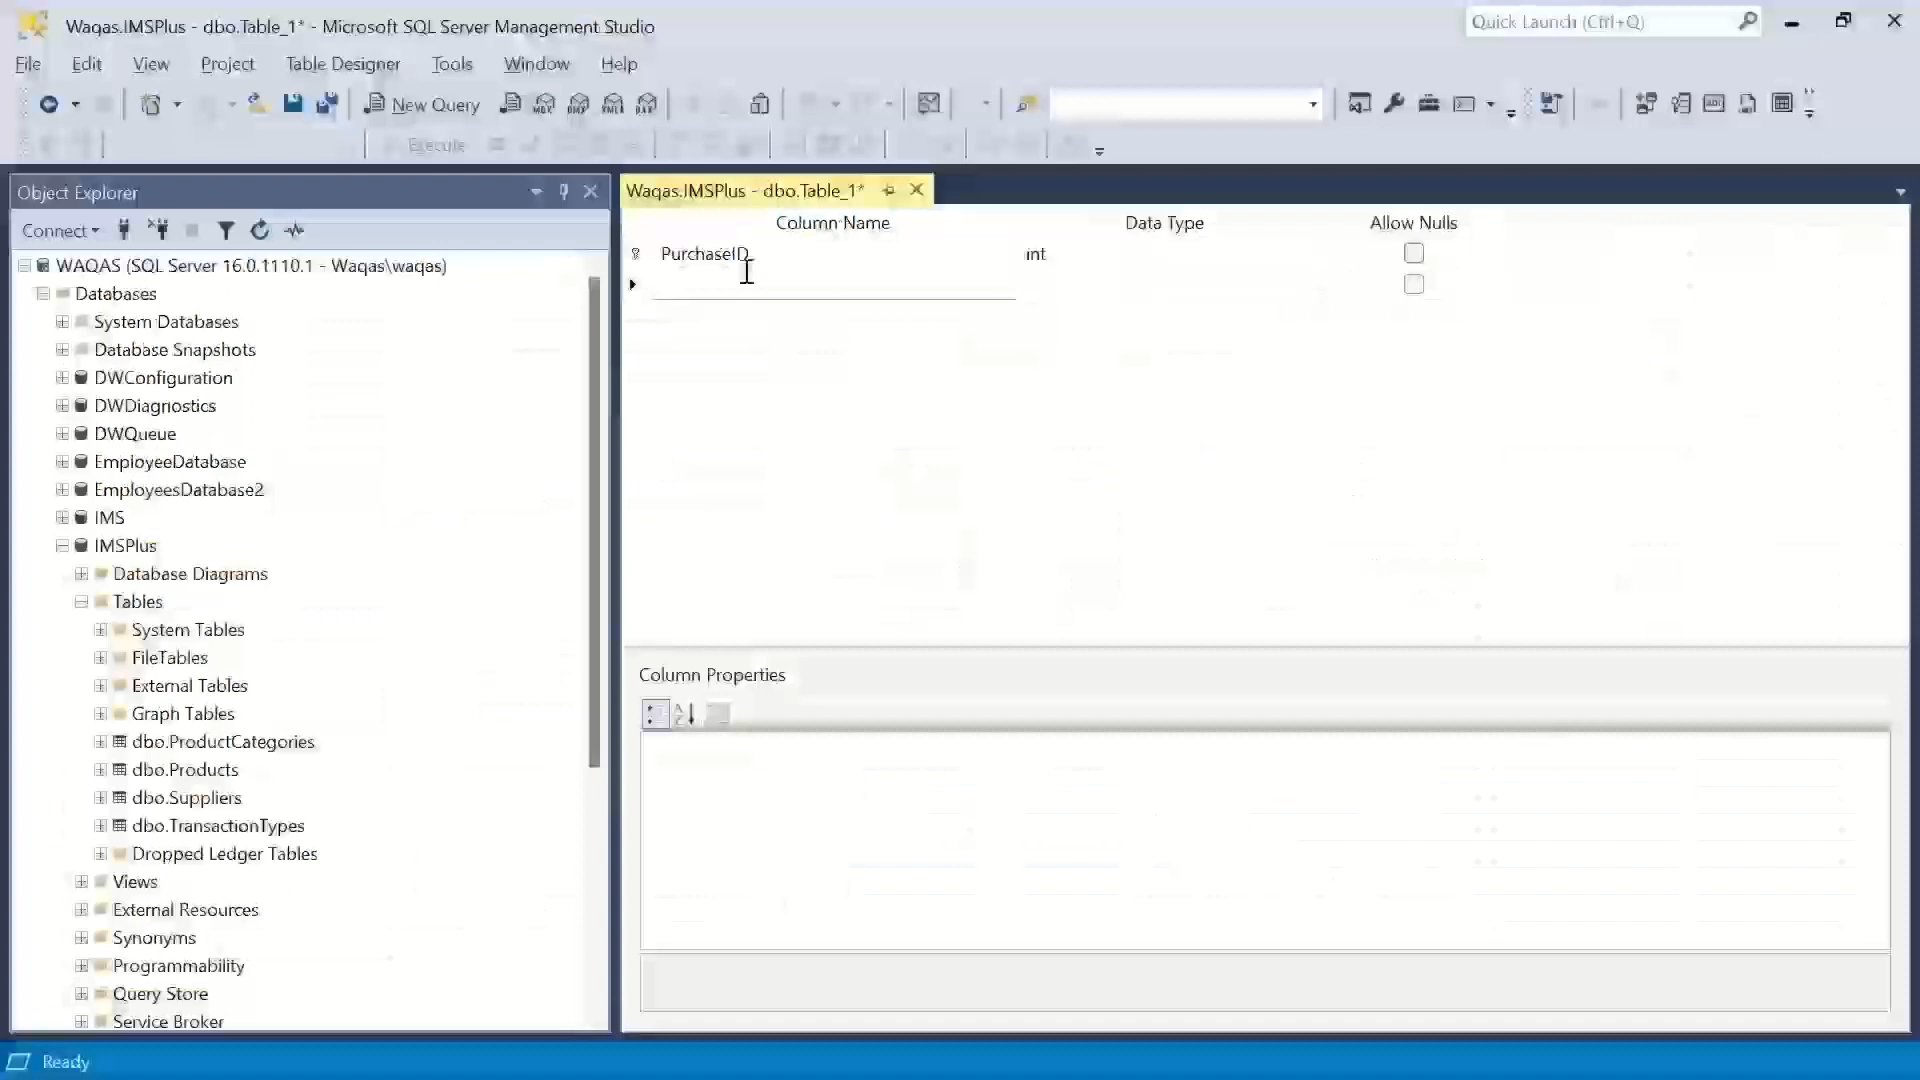 Waqas.IMSPlus - dbo.Table_1* - Microsoft SQL Server Management Studio
Quick Launch (Ctrl+Q)
File Edit View Project Table Designer Tools Window Help
New Query
Execute
Object Explorer
Waqas.IMSPlus - dbo.Table_1*
Column Name Data Type Allow Nulls
Connect
PurchaseID int
WAQAS (SQL Server 16.0.1110.1 - Waqas\waqas)
Databases
System Databases
Database Snapshots
DWConfiguration
DWDiagnostics
DWQueue
EmployeeDatabase
EmployeesDatabase2
IMS
IMSPlus
Database Diagrams
Tables
System Tables
FileTables
External Tables
Graph Tables
dbo.ProductCategories
dbo.Products
dbo.Suppliers
dbo.TransactionTypes
Dropped Ledger Tables
Views
External Resources
Synonyms
Programmability
Query Store
Service Broker
Column Properties
Ready